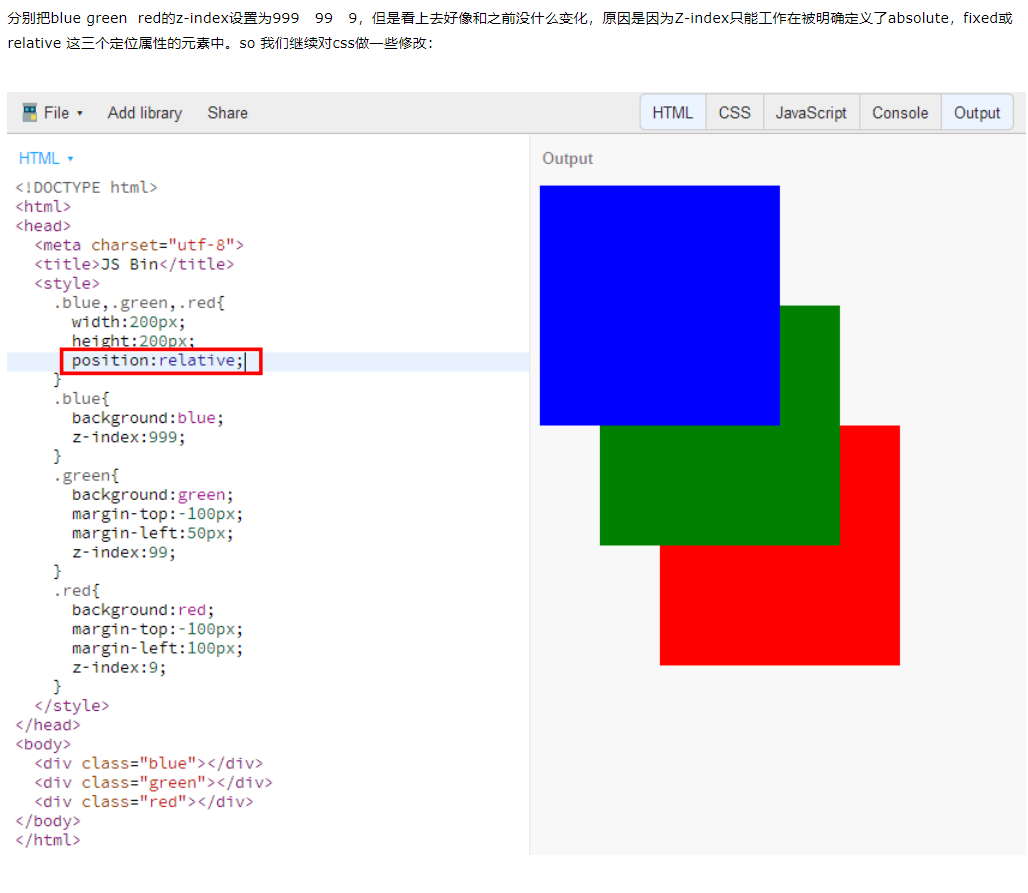 分别把blue green  red的z-index设置为999   99   9，但是看上去好像和之前没什么变化，原因是因为Z-index只能工作在被明确定义了absolute，fixed或
relative 这三个定位属性的元素中。so 我们继续对css做一些修改：
File Add library Share HTML CSS JavaScript Console Output
HTML
<!DOCTYPE html>
<html>
<head>
  <meta charset="utf-8">
  <title>JS Bin</title>
  <style>
    .blue,.green,.red{
      width:200px;
      height:200px;
      position:relative;
    }
    .blue{
      background:blue;
      z-index:999;
    }
    .green{
      background:green;
      margin-top:-100px;
      margin-left:50px;
      z-index:99;
    }
    .red{
      background:red;
      margin-top:-100px;
      margin-left:100px;
      z-index:9;
    }
  </style>
</head>
<body>
  <div class="blue"></div>
  <div class="green"></div>
  <div class="red"></div>
</body>
</html>
Output